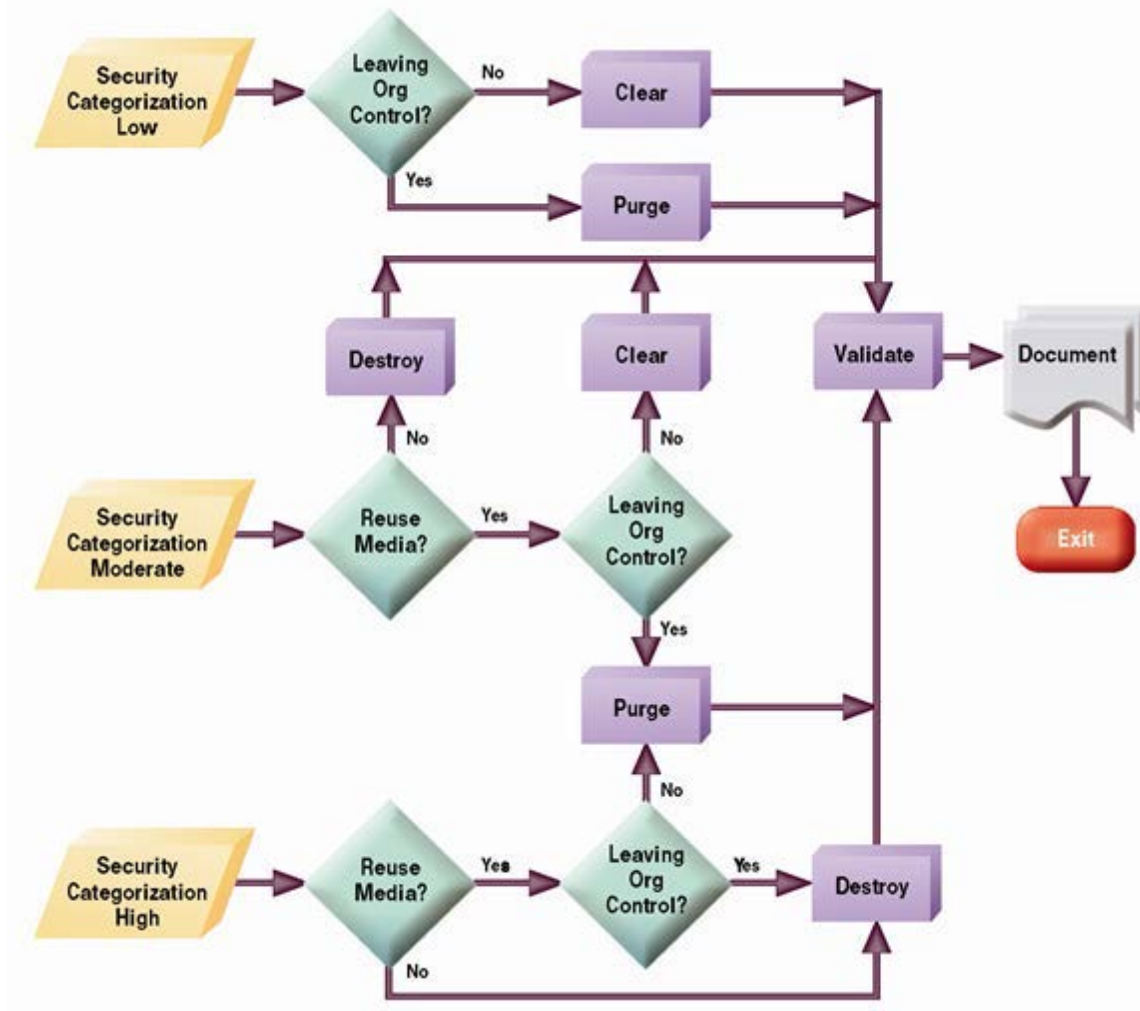 Security
Categorization
Low
Leaving
Org
Control?
No
Clear
Yes
Purge
Destroy
Clear
Validate
Document
No
No
Security
Categorization
Moderate
Reuse
Media?
Yes
Leaving
Org
Control?
Exit
Yes
Purge
No
Security
Categorization
High
Reuse
Media?
Yes
Leaving
Org
Control?
Yes
Destroy
No